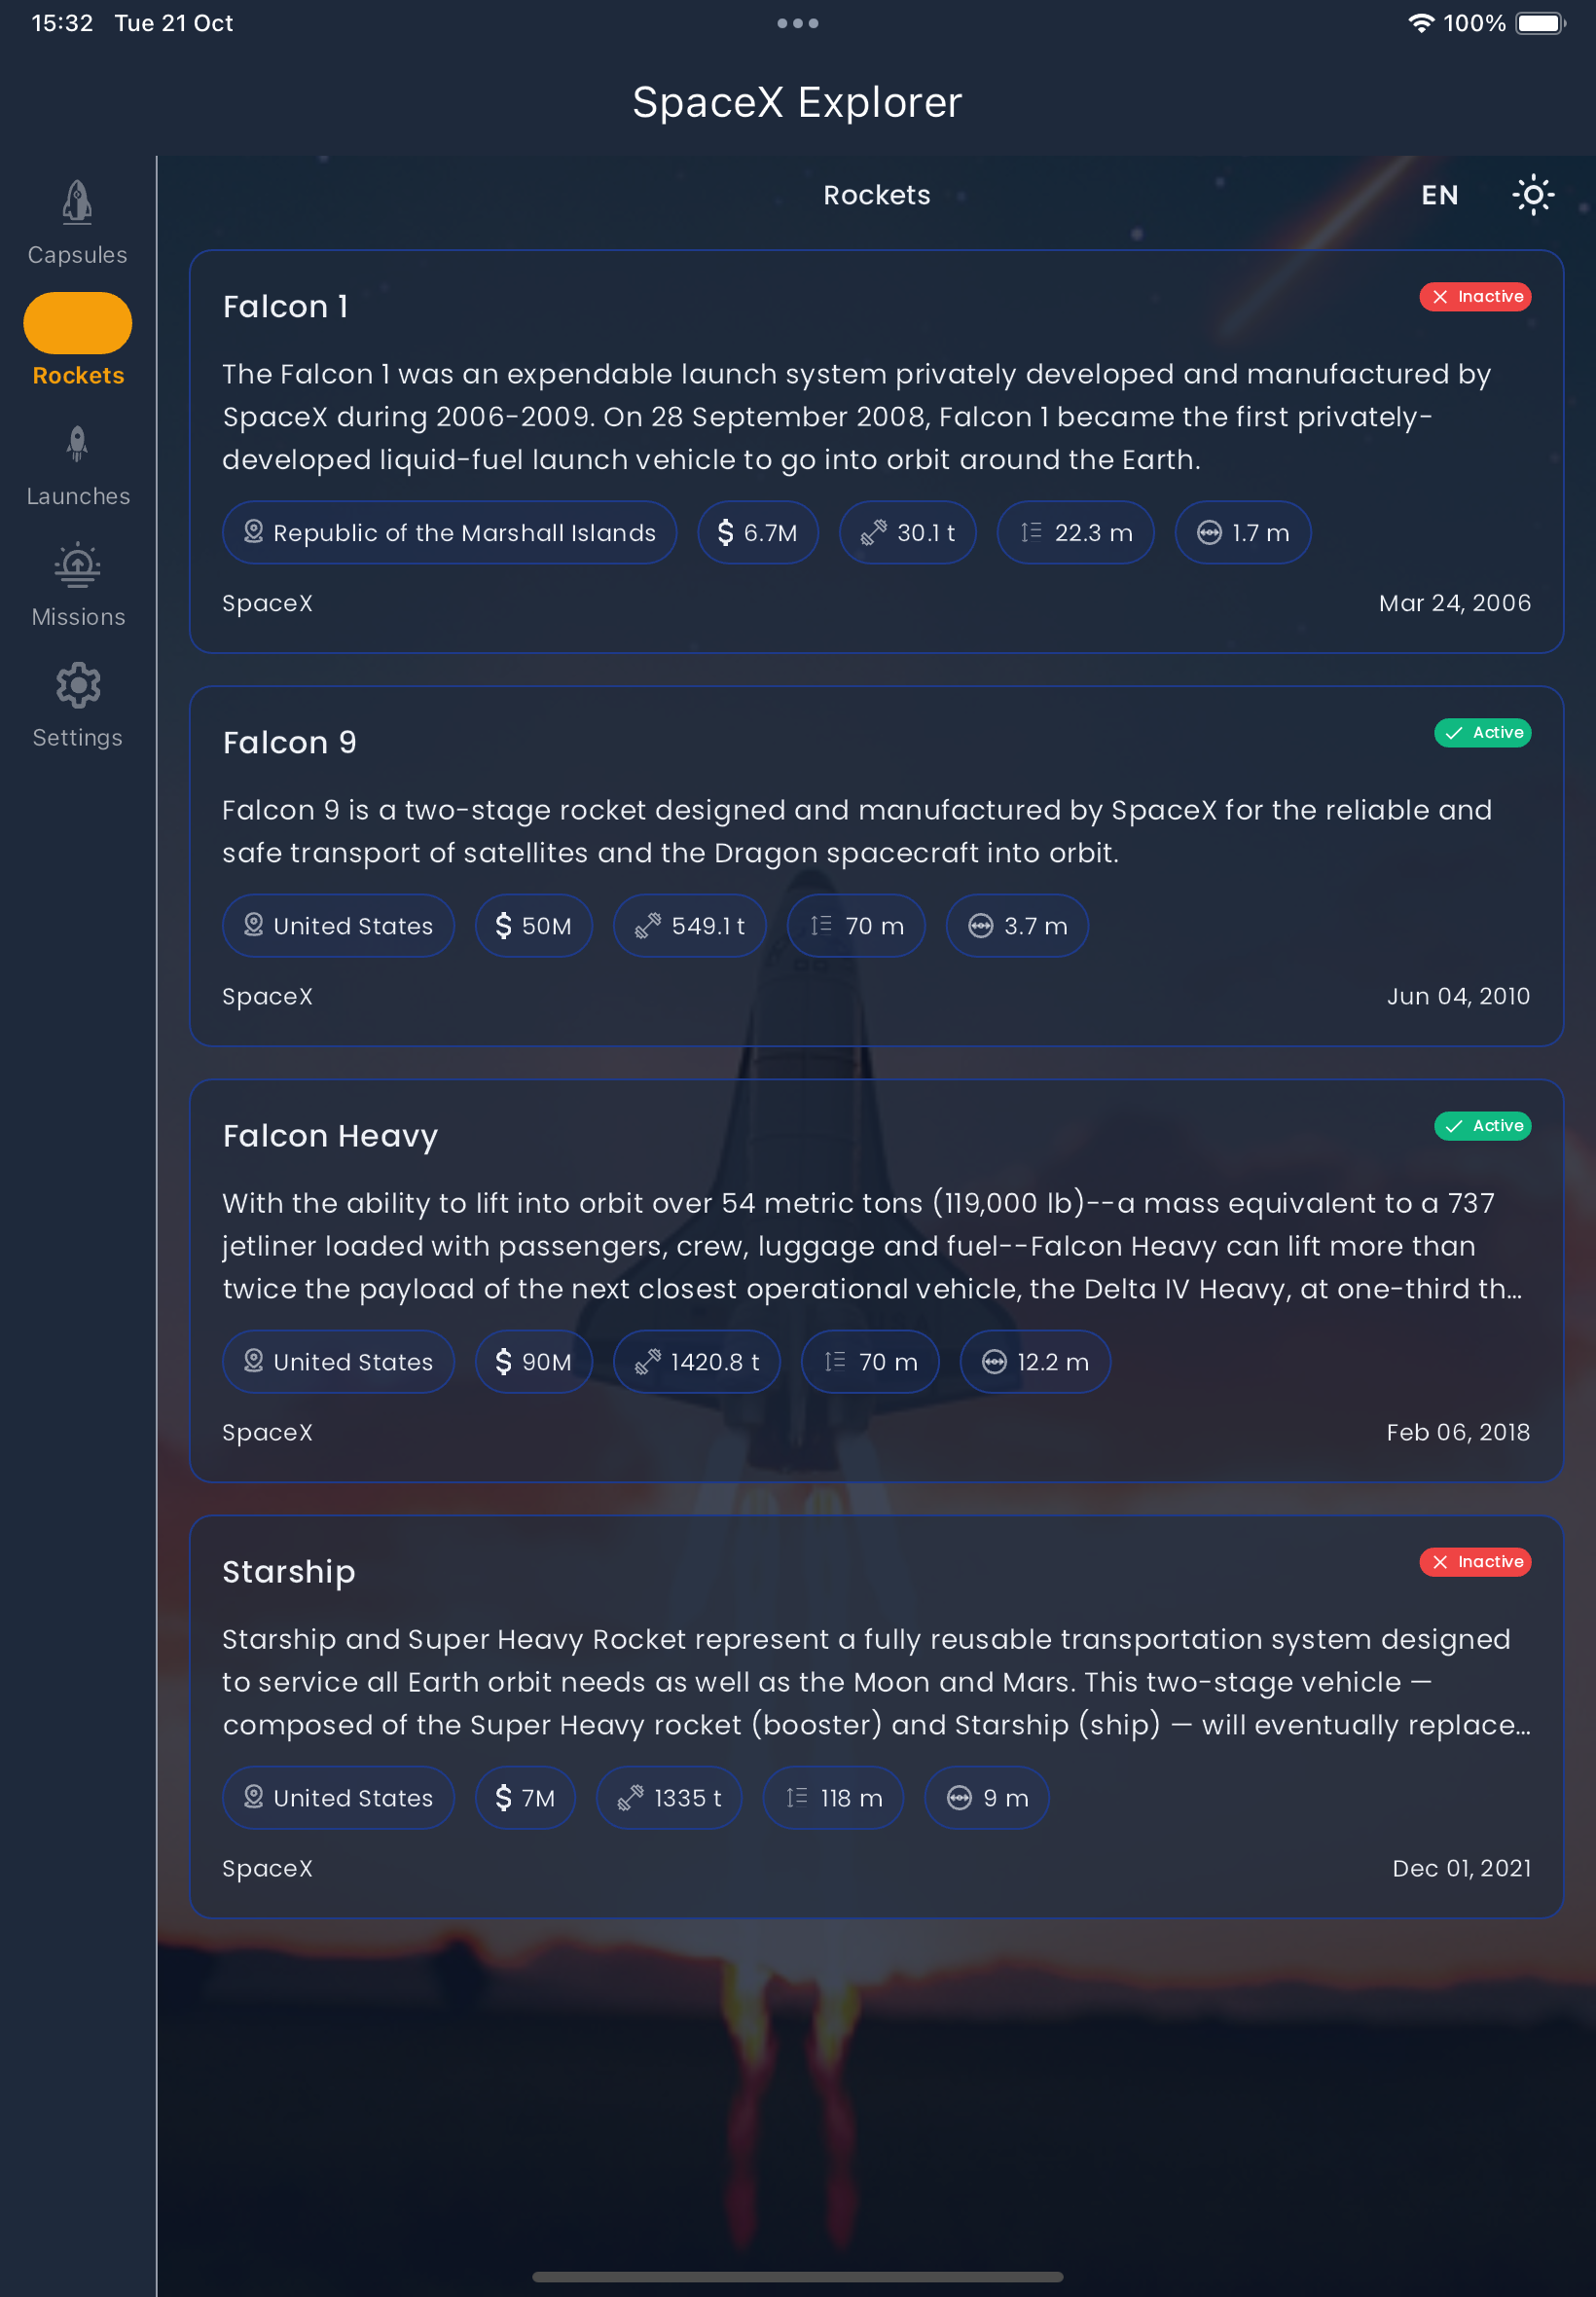 15:32 Tue 21 Oct
100%
SpaceX Explorer
Capsules
Rockets
Launches
Missions
Settings
Rockets
EN
Falcon 1
Inactive
The Falcon 1 was an expendable launch system privately developed and manufactured by
SpaceX during 2006-2009. On 28 September 2008, Falcon 1 became the first privately-
developed liquid-fuel launch vehicle to go into orbit around the Earth.
Republic of the Marshall Islands $ 6.7M 30.1 t 22.3 m 1.7 m
SpaceX
Mar 24, 2006
Falcon 9
Active
Falcon 9 is a two-stage rocket designed and manufactured by SpaceX for the reliable and
safe transport of satellites and the Dragon spacecraft into orbit.
United States $ 50M 549.1 t 70 m 3.7 m
SpaceX
Jun 04, 2010
Falcon Heavy
Active
With the ability to lift into orbit over 54 metric tons (119,000 lb)--a mass equivalent to a 737
jetliner loaded with passengers, crew, luggage and fuel--Falcon Heavy can lift more than
twice the payload of the next closest operational vehicle, the Delta IV Heavy, at one-third th...
United States $ 90M 1420.8 t 70 m 12.2 m
SpaceX
Feb 06, 2018
Starship
Inactive
Starship and Super Heavy Rocket represent a fully reusable transportation system designed
to service all Earth orbit needs as well as the Moon and Mars. This two-stage vehicle —
composed of the Super Heavy rocket (booster) and Starship (ship) — will eventually replace...
United States $ 7M 1335 t 118 m 9 m
SpaceX
Dec 01, 2021